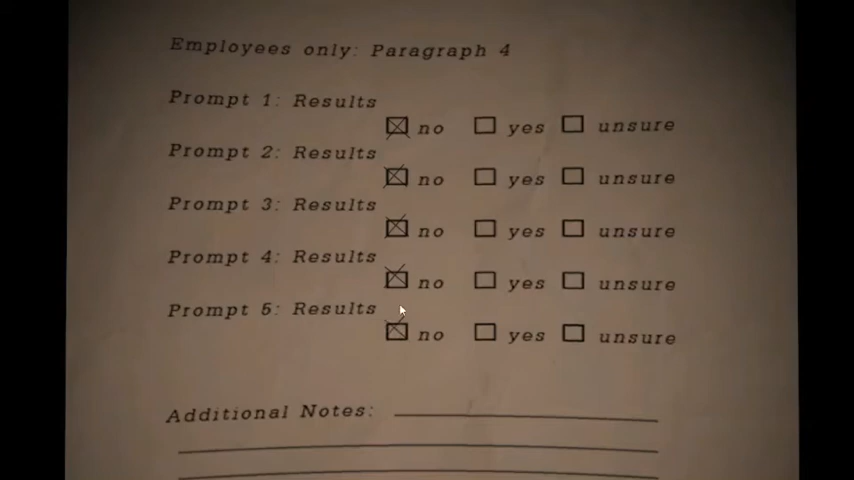 Employees only: Paragraph 4
Prompt 1: Results
no yes unsure
Prompt 2: Results
no yes unsure
Prompt 3: Results
no yes unsure
Prompt 4: Results
no yes unsure
Prompt 5: Results
no yes unsure
Additional Notes: